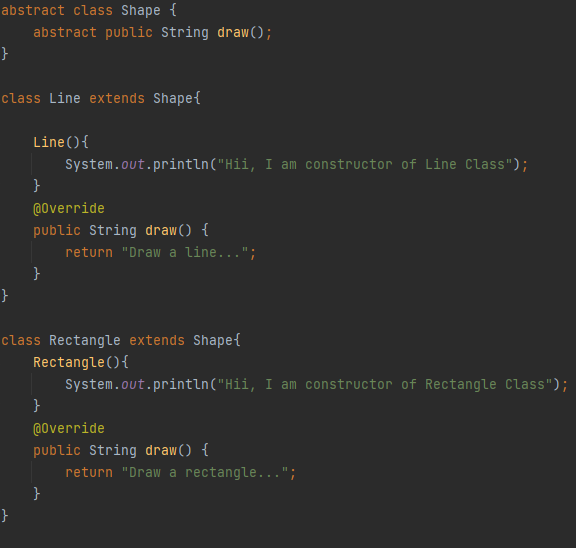 abstract class Shape {
    abstract public String draw();
}
class Line extends Shape{
    Line(){
        System.out.println("Hii, I am constructor of Line Class");
    }
    @Override
    public String draw() {
        return "Draw a line...";
    }
}
class Rectangle extends Shape{
    Rectangle(){
        System.out.println("Hii, I am constructor of Rectangle Class");
    }
    @Override
    public String draw() {
        return "Draw a rectangle...";
    }
}